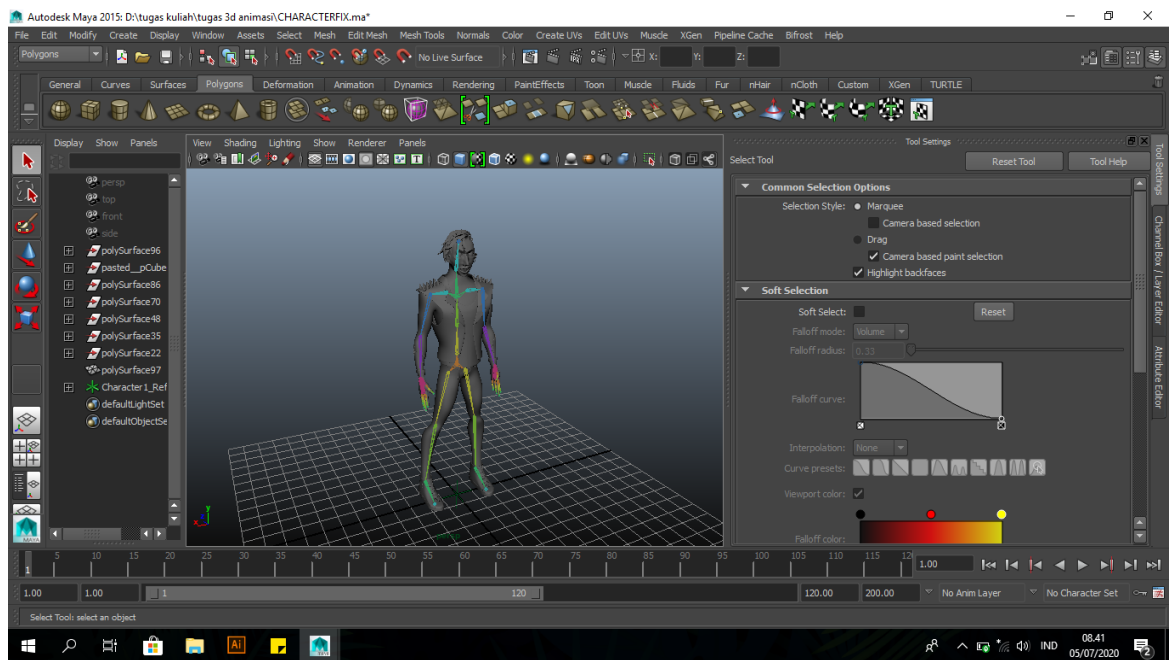 Autodesk Maya 2015: D:\tugas kuliah\tugas 3d animasi\CHARACTERFIX.ma*
File Edit Modify Create Display Window Assets Select Mesh Edit Mesh Mesh Tools Normals Color Create UVs Edit UVs Muscle XGen Pipeline Cache Bifrost Help
Polygons No Live Surface X: Y: Z:
General Curves Surfaces Polygons Deformation Animation Dynamics Rendering PaintEffects Toon Muscle Fluids Fur nHair nCloth Custom XGen TURTLE
Display Show Panels
View Shading Lighting Show Renderer Panels
Tool Settings
Select Tool Reset Tool Tool Help
persp
top
front
side
polySurface96
pasted__pCube
polySurface86
polySurface70
polySurface48
polySurface35
polySurface22
polySurface97
Character1_Ref
defaultLightSet
defaultObjectSe
y
x
persp
Common Selection Options
Selection Style: Marquee
Camera based selection
Drag
Camera based paint selection
Highlight backfaces
Soft Selection
Soft Select: Reset
Falloff mode: Volume
Falloff radius: 0.33
Falloff curve:
Interpolation: None
Curve presets:
Viewport color:
Falloff color:
Tool Settings
Channel Box / Layer Editor
Attribute Editor
MAYA
1 5 10 15 20 25 30 35 40 45 50 55 60 65 70 75 80 85 90 95 100 105 110 115 12 1.00
1.00 1.00 1 120 120.00 200.00 No Anim Layer No Character Set
Select Tool: select an object
Ai IND 08.41
05/07/2020 2